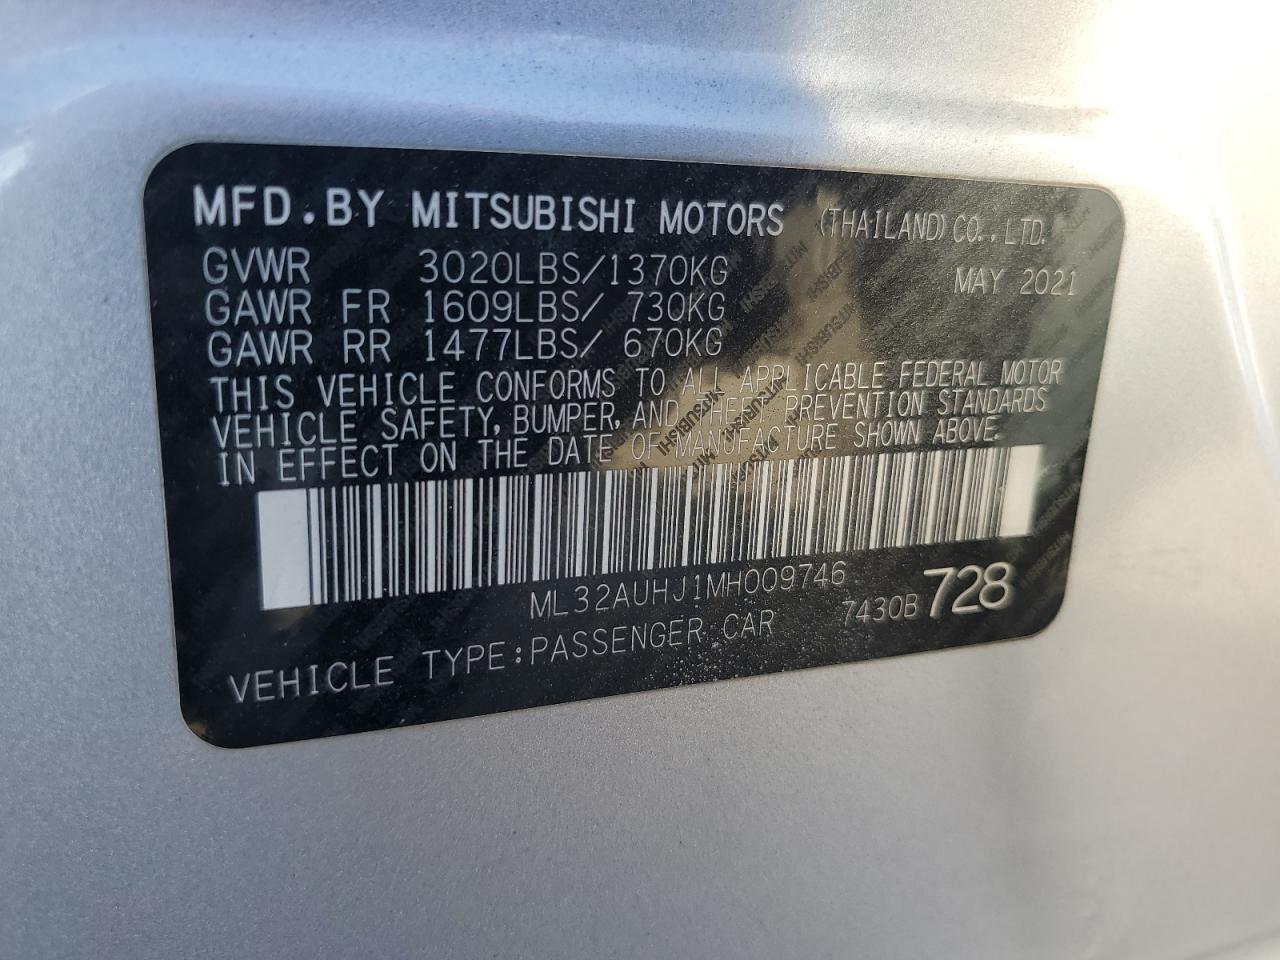 MFD.BY MITSUBISHI MOTORS (THAILAND) CO., LTD.
GVWR 3020LBS/1370KG MAY 2021
GAWR FR 1609LBS/ 730KG
GAWR RR 1477LBS/ 670KG
THIS VEHICLE CONFORMS TO ALL APPLICABLE FEDERAL MOTOR
VEHICLE SAFETY, BUMPER, AND THEFT PREVENTION STANDARDS
IN EFFECT ON THE DATE OF MANUFACTURE SHOWN ABOVE.
ML32AUHJ1MH009746
7430B 728
VEHICLE TYPE:PASSENGER CAR